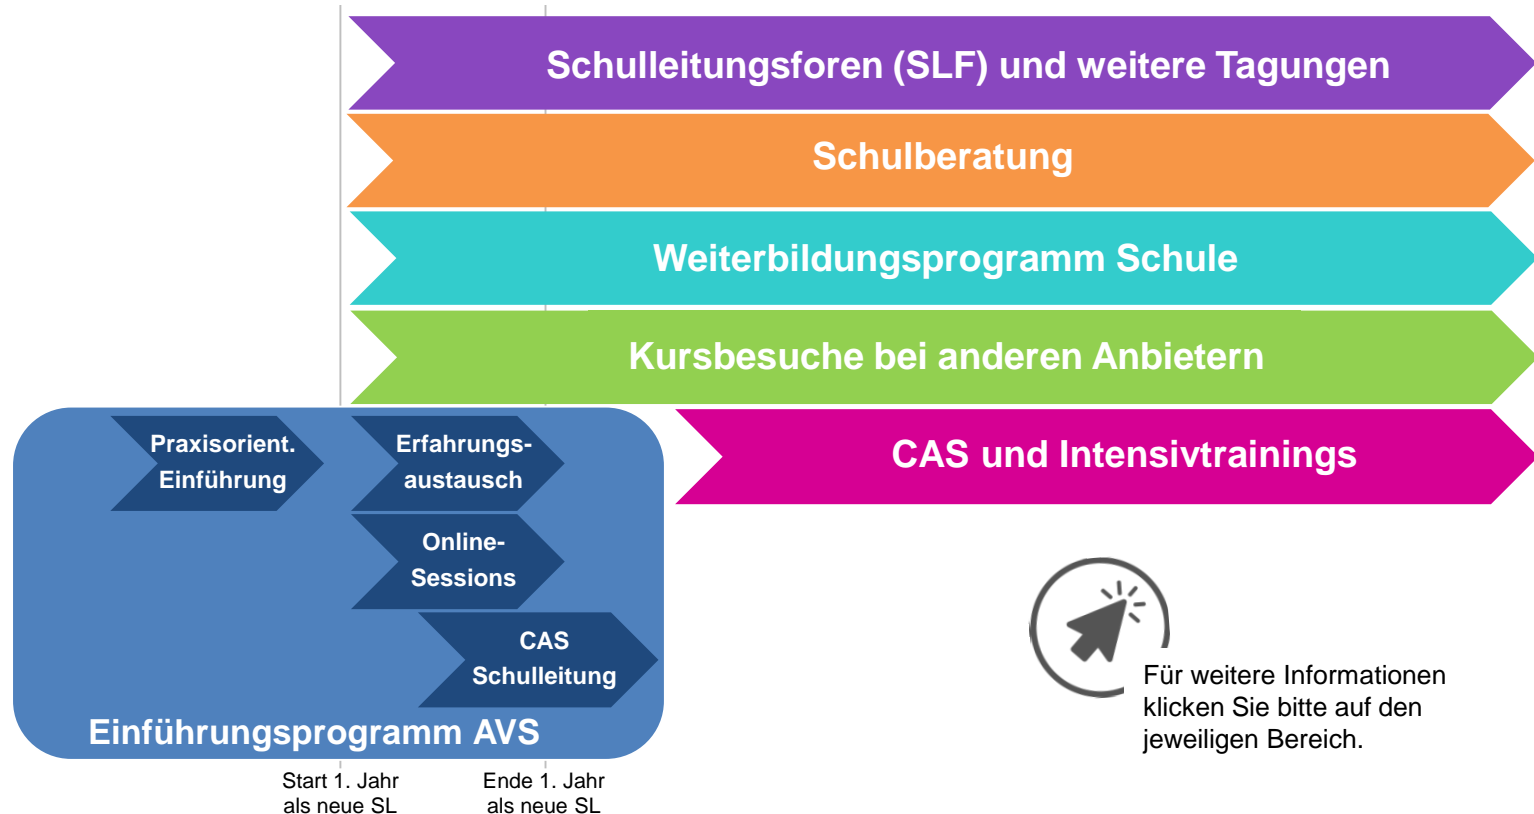 Schulleitungsforen (SLF) und weitere Tagungen
Schulberatung
Weiterbildungsprogramm Schule
Kursbesuche bei anderen Anbietern
CAS und Intensivtrainings
Praxisorient.
Einführung
Erfahrungs-
austausch
Online-
Sessions
CAS
Schulleitung
Einführungsprogramm AVS
Für weitere Informationen
klicken Sie bitte auf den
jeweiligen Bereich.
Start 1. Jahr
als neue SL
Ende 1. Jahr
als neue SL